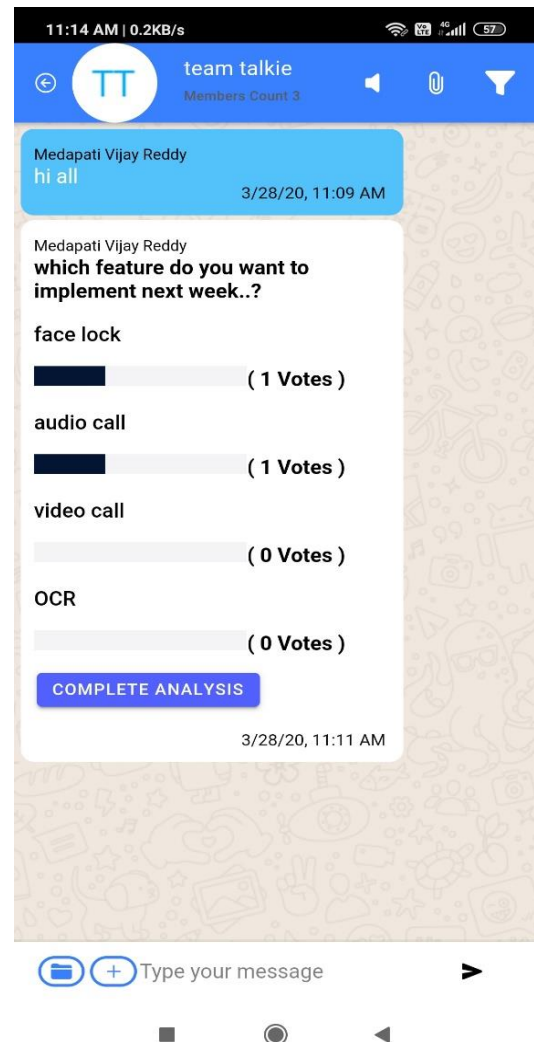 11:14 AM | 0.2KB/s
Vo LTE 4G 57
TT
team talkie
Members Count 3
Medapati Vijay Reddy
hi all
3/28/20, 11:09 AM
Medapati Vijay Reddy
which feature do you want to
implement next week..?
face lock
( 1 Votes )
audio call
( 1 Votes )
video call
( 0 Votes )
OCR
( 0 Votes )
COMPLETE ANALYSIS
3/28/20, 11:11 AM
Type your message